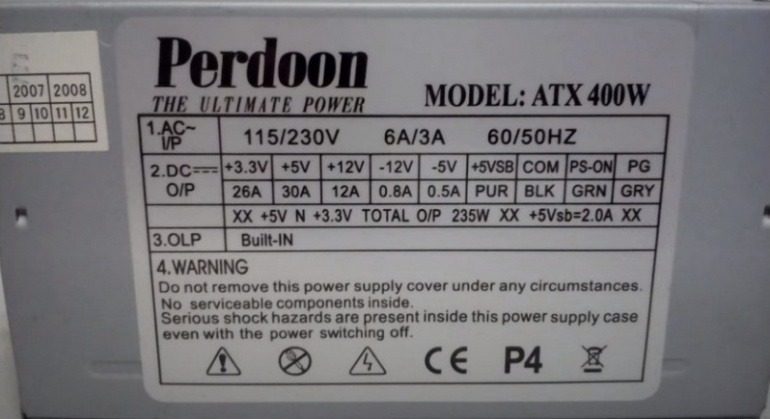 2007 2008
8 9 10 11 12
Perdoon
THE ULTIMATE POWER
MODEL: ATX 400W
1.AC~ I/P 115/230V 6A/3A 60/50HZ
2.DC O/P +3.3V +5V +12V -12V -5V +5VSB COM PS-ON PG
26A 30A 12A 0.8A 0.5A PUR BLK GRN GRY
XX +5V N +3.3V TOTAL O/P 235W XX +5Vsb=2.0A XX
3.OLP Built-IN
4.WARNING
Do not remove this power supply cover under any circumstances.
No serviceable components inside.
Serious shock hazards are present inside this power supply case
even with the power switching off.
CE P4